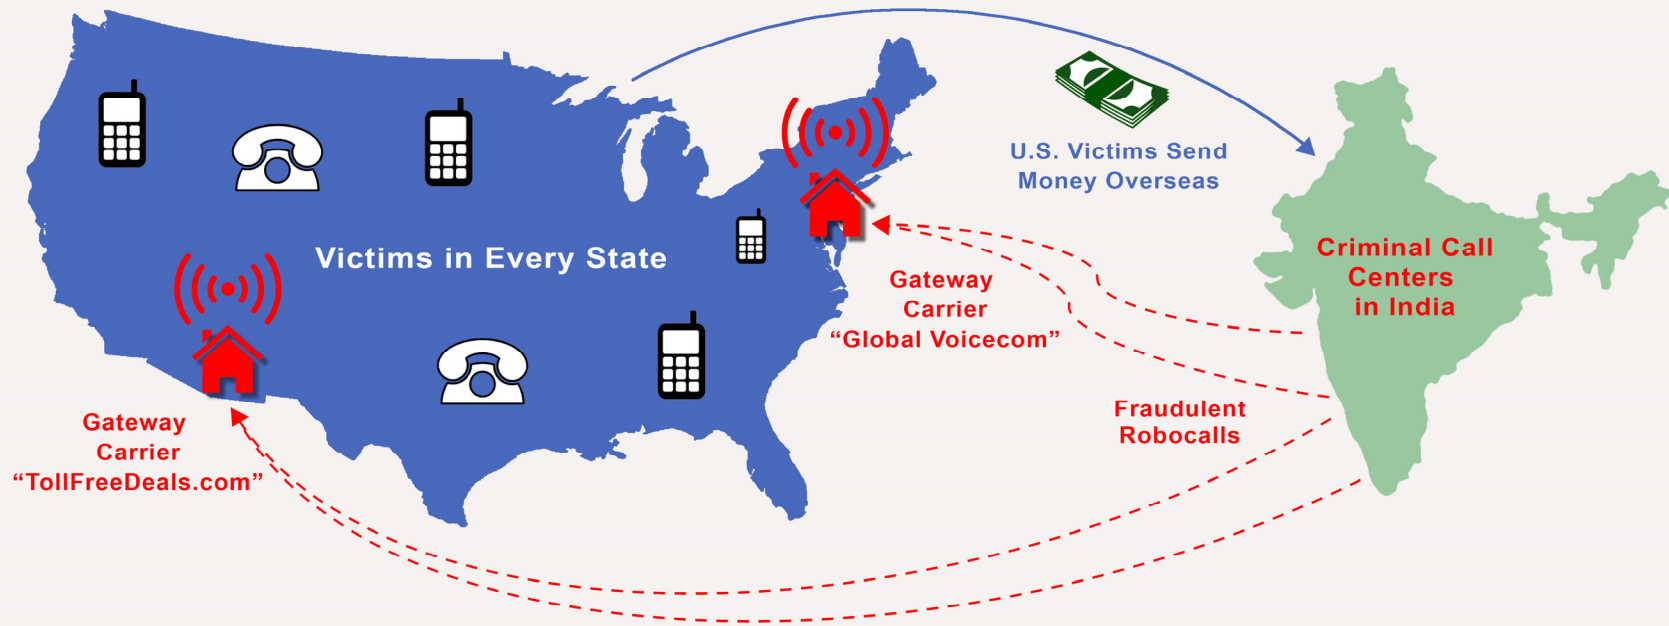 U.S. Victims Send
Money Overseas
Victims in Every State
Criminal Call
Centers
in India
Gateway
Carrier
“Global Voicecom”
Fraudulent
Robocalls
Gateway
Carrier
“TollFreeDeals.com”